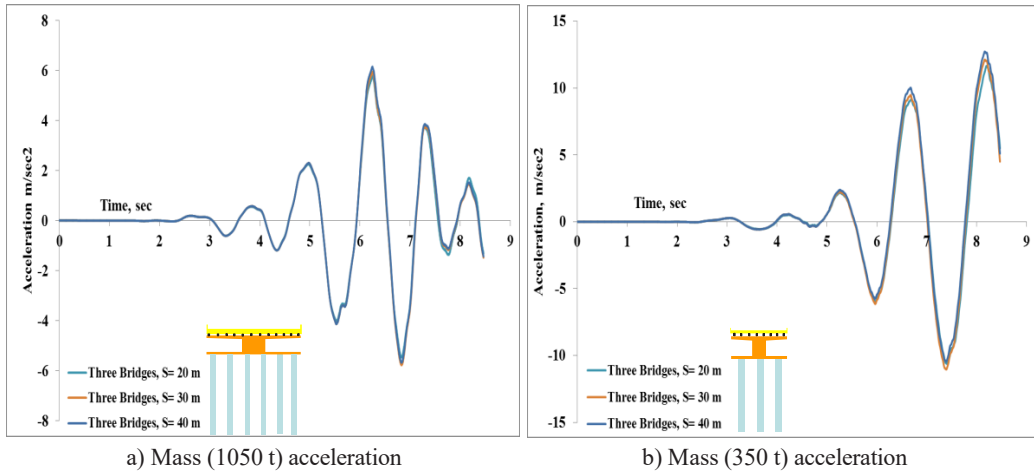 8
6
4
2
0
-2
-4
-6
-8
Acceleration m/sec2
Time, sec
0 1 2 3 4 5 6 7 8 9
Three Bridges, S= 20 m
Three Bridges, S= 30 m
Three Bridges, S= 40 m
a) Mass (1050 t) acceleration
15
10
5
0
-5
-10
-15
Acceleration, m/sec2
Time, sec
0 1 2 3 4 5 6 7 8 9
Three Bridges, S= 20 m
Three Bridges, S= 30 m
Three Bridges, S= 40 m
b) Mass (350 t) acceleration